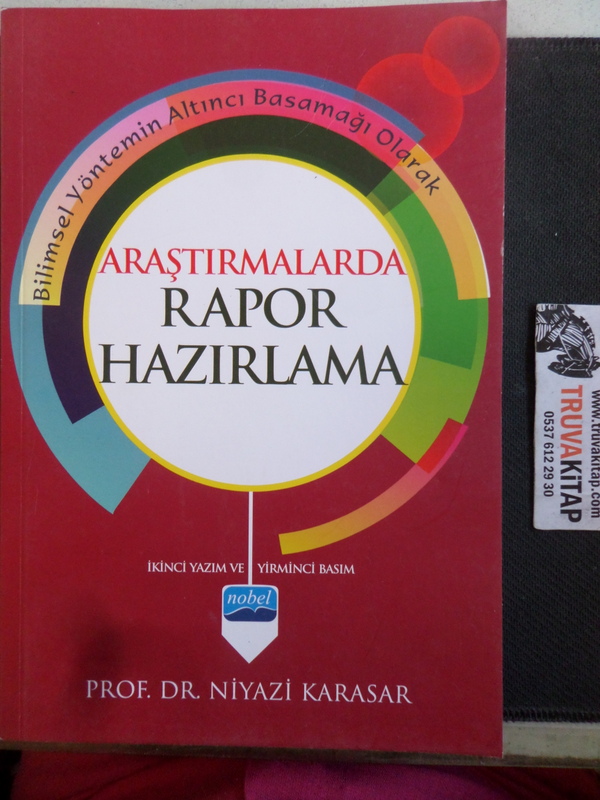 Bilimsel Yöntemin Altıncı Basamağı Olarak
ARAŞTIRMALARDA
RAPOR
HAZIRLAMA
İKİNCİ YAZIM VE YİRMİNCİ BASIM
nobel
PROF. DR. NİYAZİ KARASAR
www.truvakitap.com
TRUVAKİTAP
0537 612 29 30